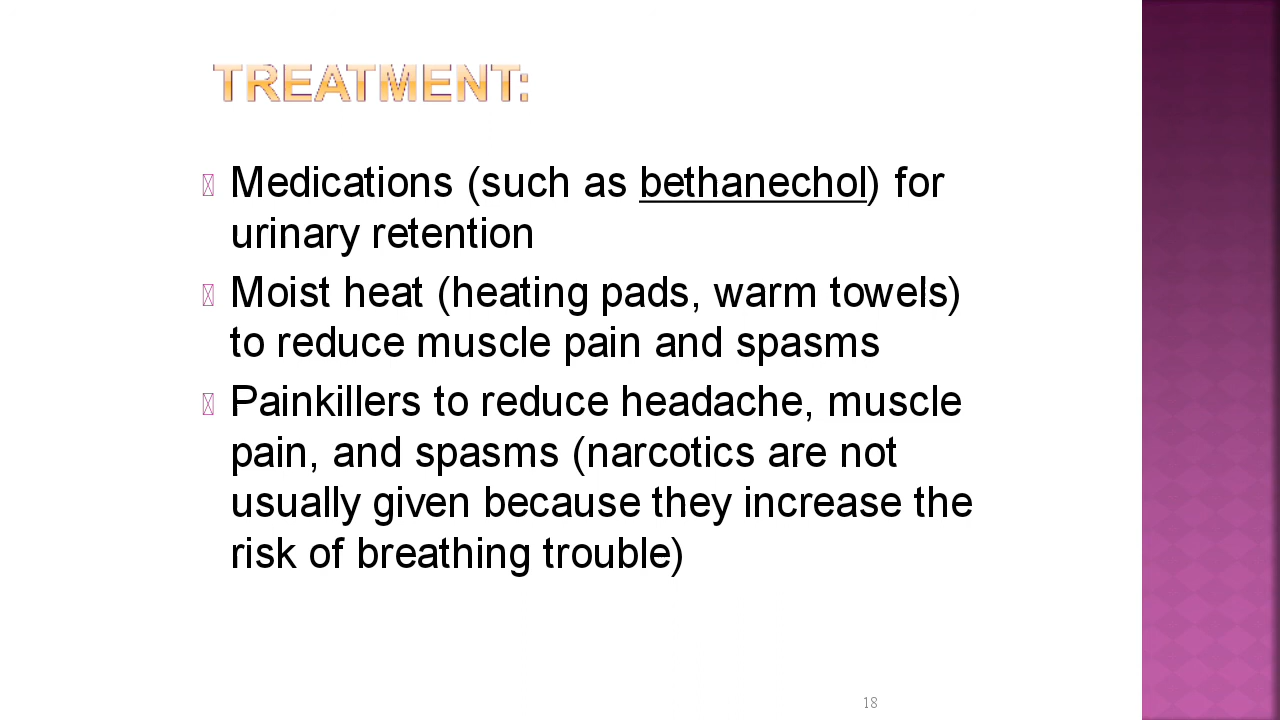 TREATMENT:
Medications (such as bethanechol) for
urinary retention
Moist heat (heating pads, warm towels)
to reduce muscle pain and spasms
Painkillers to reduce headache, muscle
pain, and spasms (narcotics are not
usually given because they increase the
risk of breathing trouble)
18